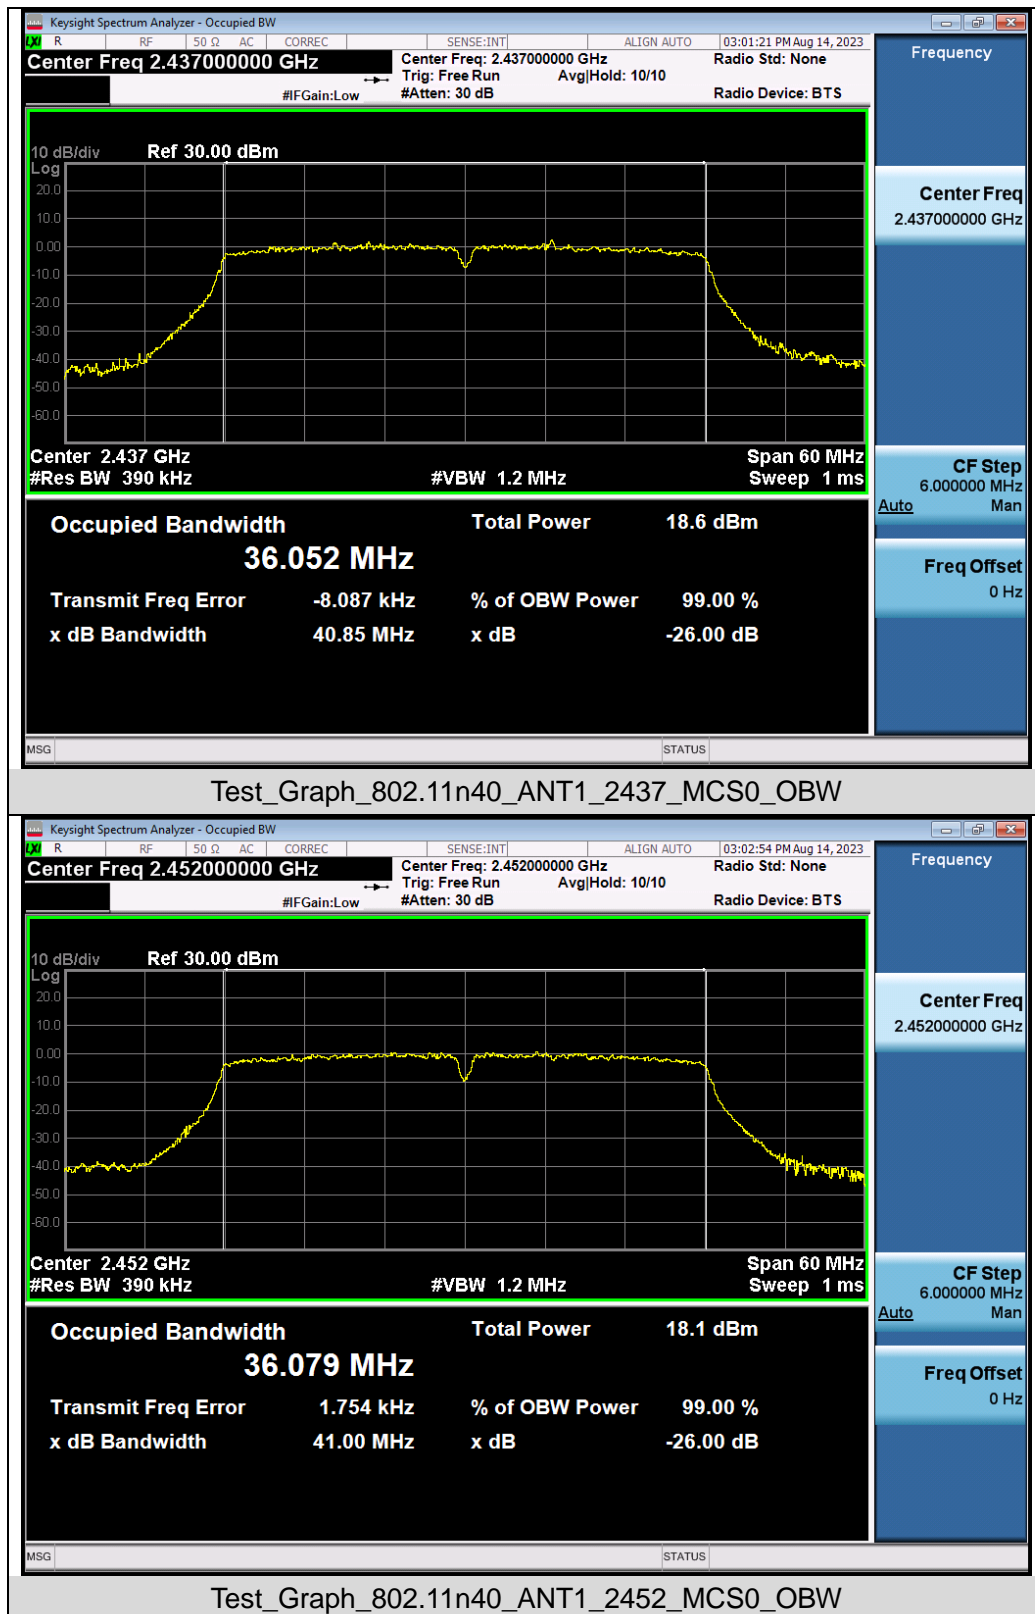 Keysight Spectrum Analyzer - Occupied BW
LXI R RF 50 Ω AC CORREC SENSE:INT ALIGN AUTO 03:01:21 PM Aug 14, 2023
Center Freq 2.437000000 GHz
Center Freq: 2.437000000 GHz
Radio Std: None
Trig: Free Run Avg|Hold: 10/10
#IFGain:Low
#Atten: 30 dB
Radio Device: BTS
10 dB/div Ref 30.00 dBm
Log
20.0
10.0
0.00
-10.0
-20.0
-30.0
-40.0
-50.0
-60.0
Center 2.437 GHz Span 60 MHz
#Res BW 390 kHz #VBW 1.2 MHz Sweep 1 ms
Occupied Bandwidth Total Power 18.6 dBm
36.052 MHz
Transmit Freq Error -8.087 kHz % of OBW Power 99.00 %
x dB Bandwidth 40.85 MHz x dB -26.00 dB
MSG STATUS
Frequency
Center Freq
2.437000000 GHz
CF Step
6.000000 MHz
Auto Man
Freq Offset
0 Hz
Test_Graph_802.11n40_ANT1_2437_MCS0_OBW
Keysight Spectrum Analyzer - Occupied BW
LXI R RF 50 Ω AC CORREC SENSE:INT ALIGN AUTO 03:02:54 PM Aug 14, 2023
Center Freq 2.452000000 GHz
Center Freq: 2.452000000 GHz
Radio Std: None
Trig: Free Run Avg|Hold: 10/10
#IFGain:Low
#Atten: 30 dB
Radio Device: BTS
10 dB/div Ref 30.00 dBm
Log
20.0
10.0
0.00
-10.0
-20.0
-30.0
-40.0
-50.0
-60.0
Center 2.452 GHz Span 60 MHz
#Res BW 390 kHz #VBW 1.2 MHz Sweep 1 ms
Occupied Bandwidth Total Power 18.1 dBm
36.079 MHz
Transmit Freq Error 1.754 kHz % of OBW Power 99.00 %
x dB Bandwidth 41.00 MHz x dB -26.00 dB
MSG STATUS
Frequency
Center Freq
2.452000000 GHz
CF Step
6.000000 MHz
Auto Man
Freq Offset
0 Hz
Test_Graph_802.11n40_ANT1_2452_MCS0_OBW